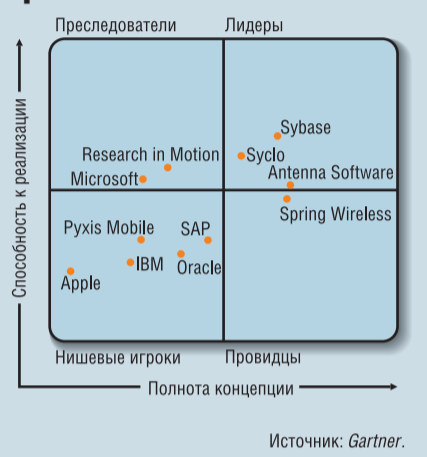 Преследователи
Лидеры
Sybase
Research in Motion
Syclo
Microsoft
Antenna Software
Spring Wireless
Pyxis Mobile
SAP
IBM
Oracle
Apple
Способность к реализации
Нишевые игроки
Провидцы
Полнота концепции
Источник: Gartner.